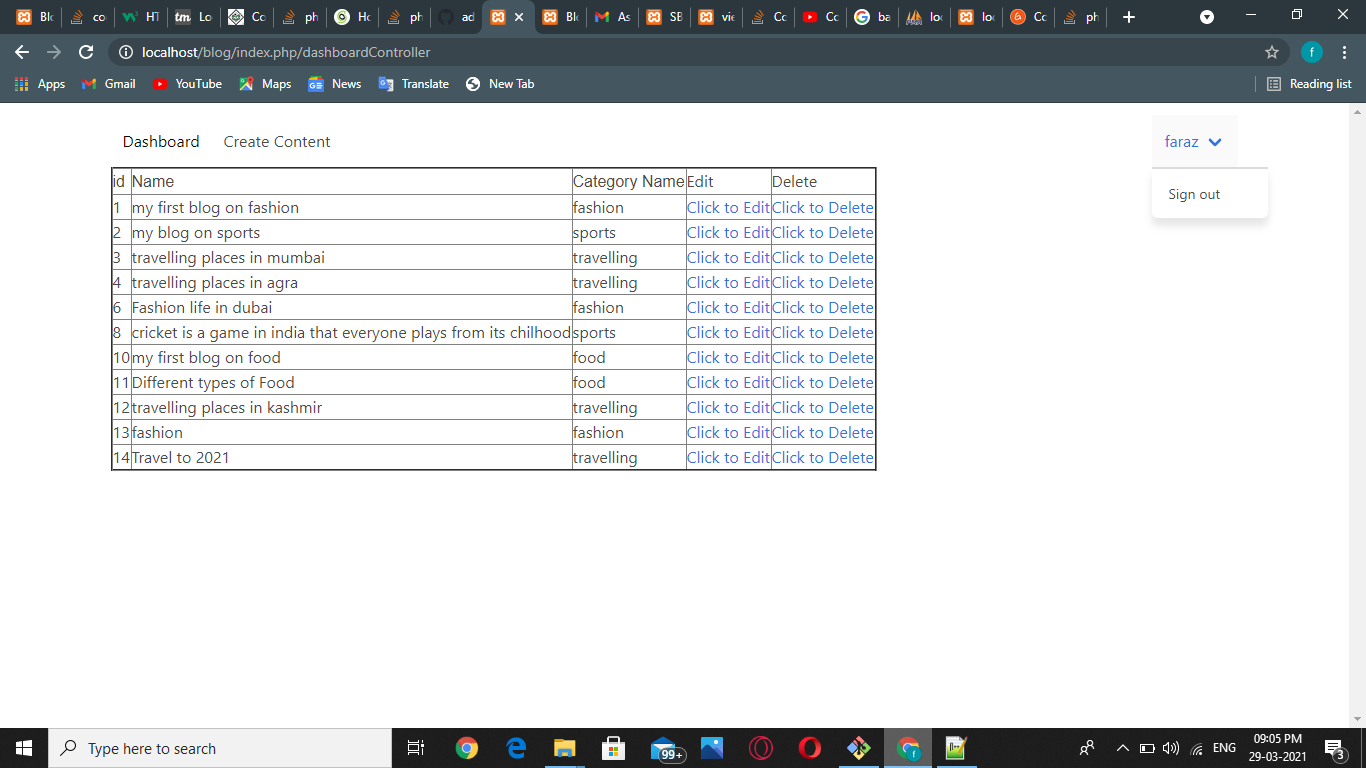 Blc
co
HT
Lo
Co
ph
Ho
ph
ad
Blc
As
SE
vie
Co
Co
ba
loc
loc
Cc
ph
localhost/blog/index.php/dashboardController
f
Apps Gmail YouTube Maps News Translate New Tab Reading list
Dashboard Create Content faraz
Sign out
id Name Category Name Edit Delete
1 my first blog on fashion fashion Click to Edit Click to Delete
2 my blog on sports sports Click to Edit Click to Delete
3 travelling places in mumbai travelling Click to Edit Click to Delete
4 travelling places in agra travelling Click to Edit Click to Delete
6 Fashion life in dubai fashion Click to Edit Click to Delete
8 cricket is a game in india that everyone plays from its chilhood sports Click to Edit Click to Delete
10 my first blog on food food Click to Edit Click to Delete
11 Different types of Food food Click to Edit Click to Delete
12 travelling places in kashmir travelling Click to Edit Click to Delete
13 fashion fashion Click to Edit Click to Delete
14 Travel to 2021 travelling Click to Edit Click to Delete
Type here to search
99+
ENG
09:05 PM
29-03-2021
3